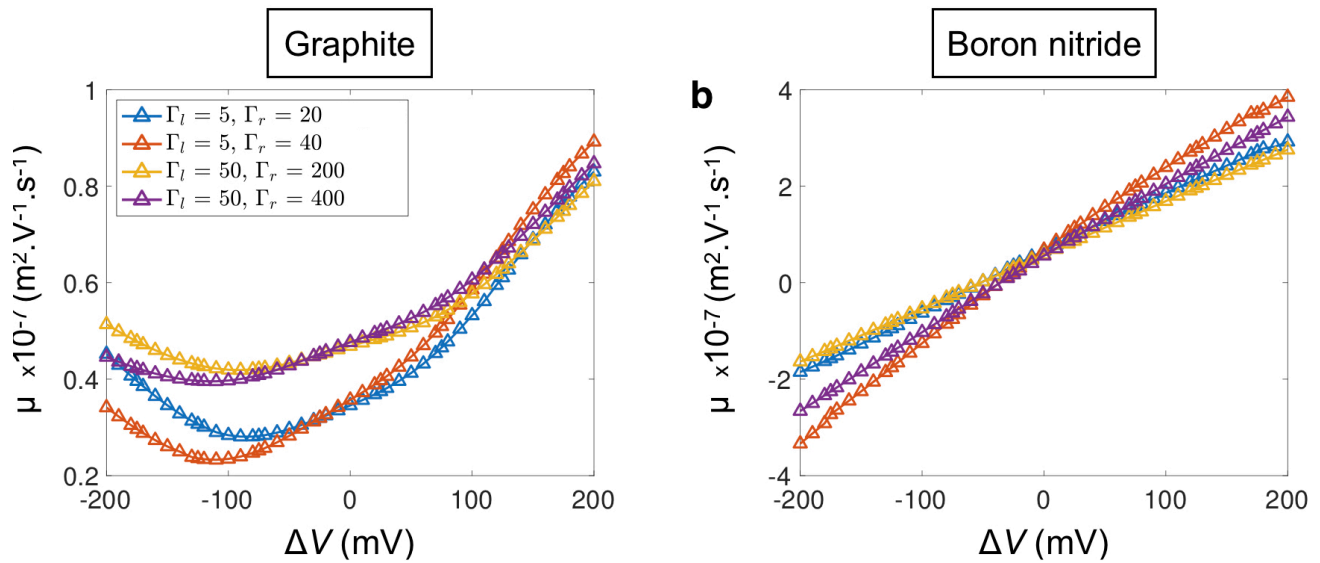 Graphite
Boron nitride
b
μ x10⁻⁷ (m².V⁻¹.s⁻¹)
1
0.8
0.6
0.4
0.2
Γl = 5, Γr = 20
Γl = 5, Γr = 40
Γl = 50, Γr = 200
Γl = 50, Γr = 400
-200 -100 0 100 200
ΔV (mV)
μ x10⁻⁷ (m².V⁻¹.s⁻¹)
4
2
0
-2
-4
-200 -100 0 100 200
ΔV (mV)